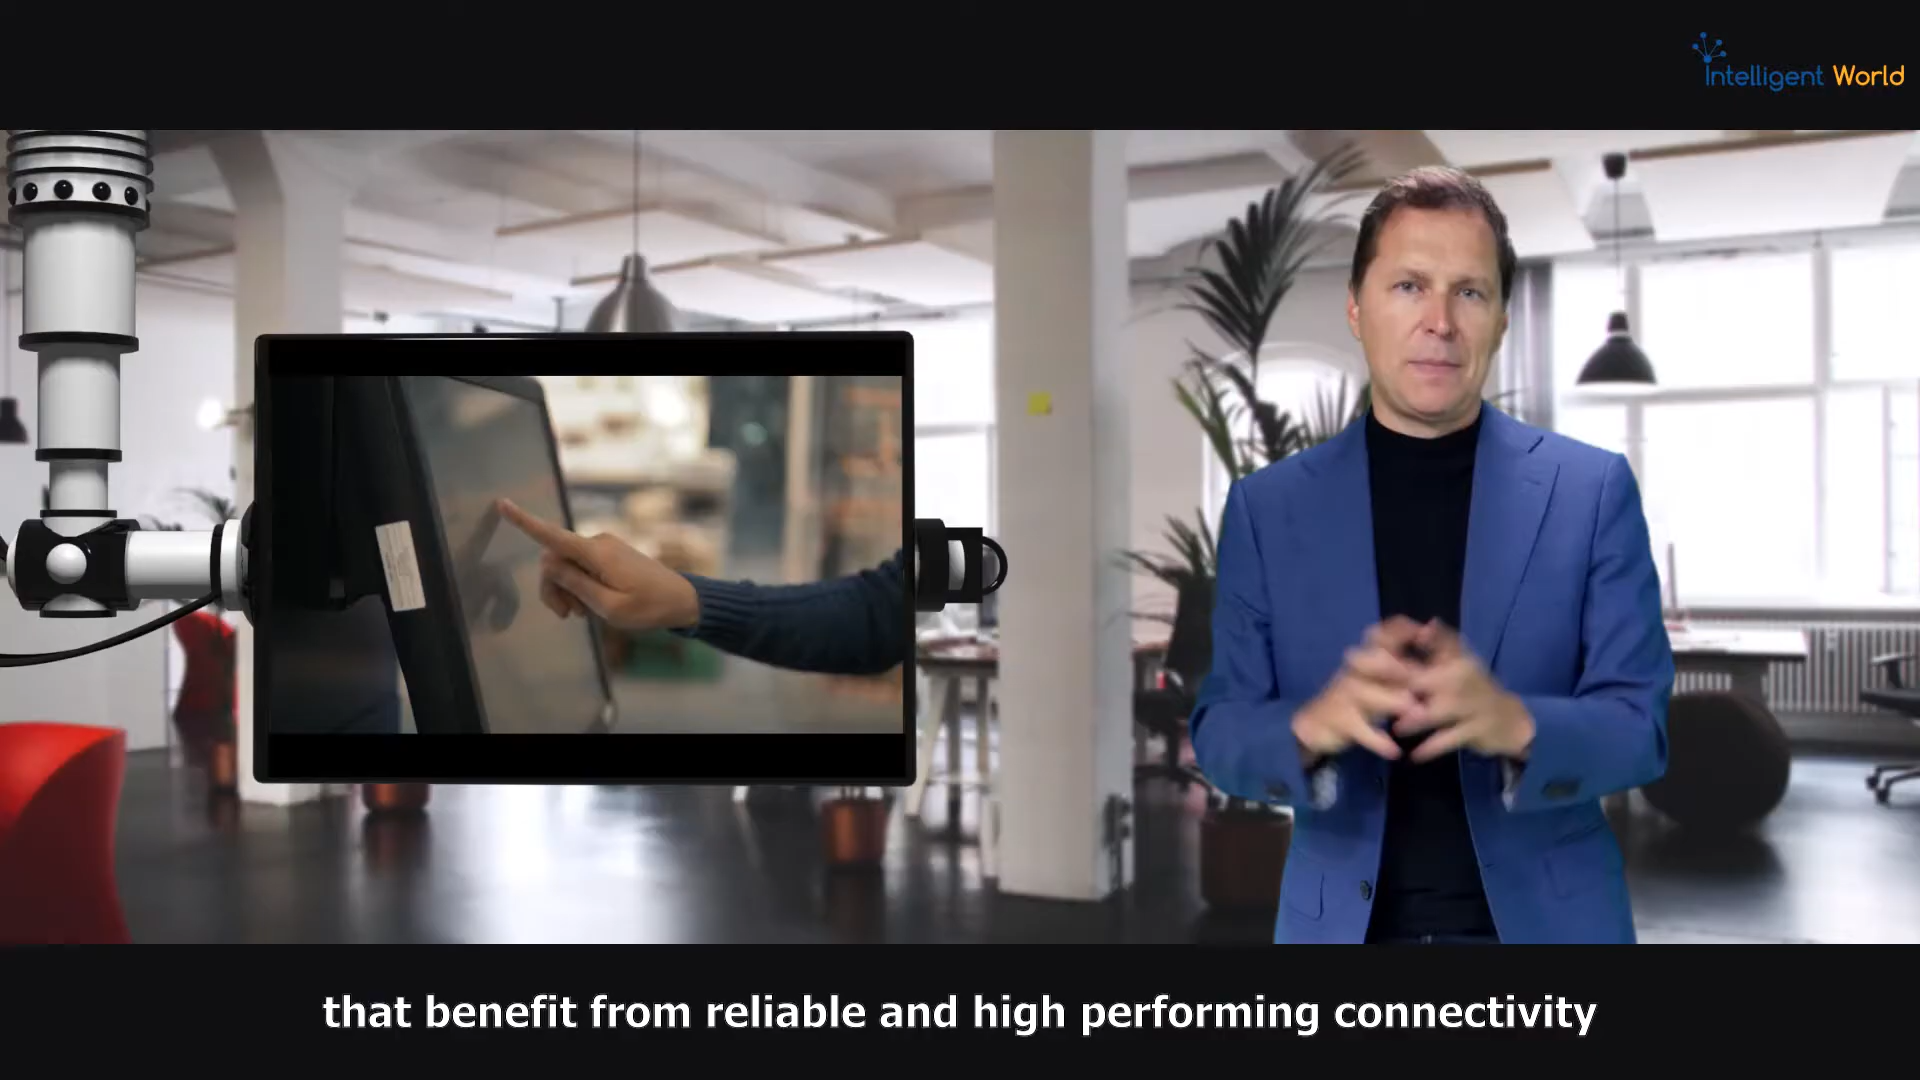 Intelligent World
that benefit from reliable and high performing connectivity